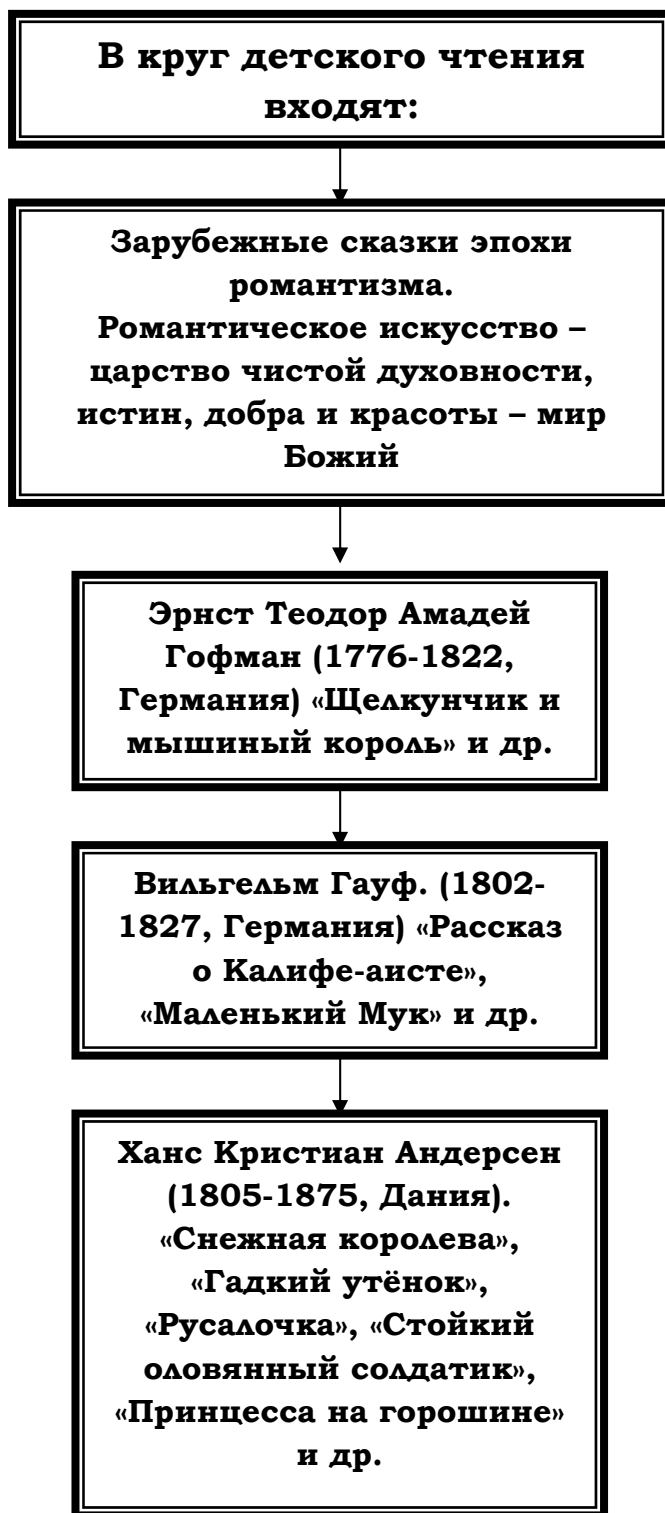 В круг детского чтения
входят:
Зарубежные сказки эпохи
романтизма.
Романтическое искусство –
царство чистой духовности,
истин, добра и красоты – мир
Божий
Эрнст Теодор Амадей
Гофман (1776-1822,
Германия) «Щелкунчик и
мышиный король» и др.
Вильгельм Гауф. (1802-
1827, Германия) «Рассказ
о Калифе-аисте»,
«Маленький Мук» и др.
Ханс Кристиан Андерсен
(1805-1875, Дания).
«Снежная королева»,
«Гадкий утёнок»,
«Русалочка», «Стойкий
оловянный солдатик»,
«Принцесса на горошине»
и др.